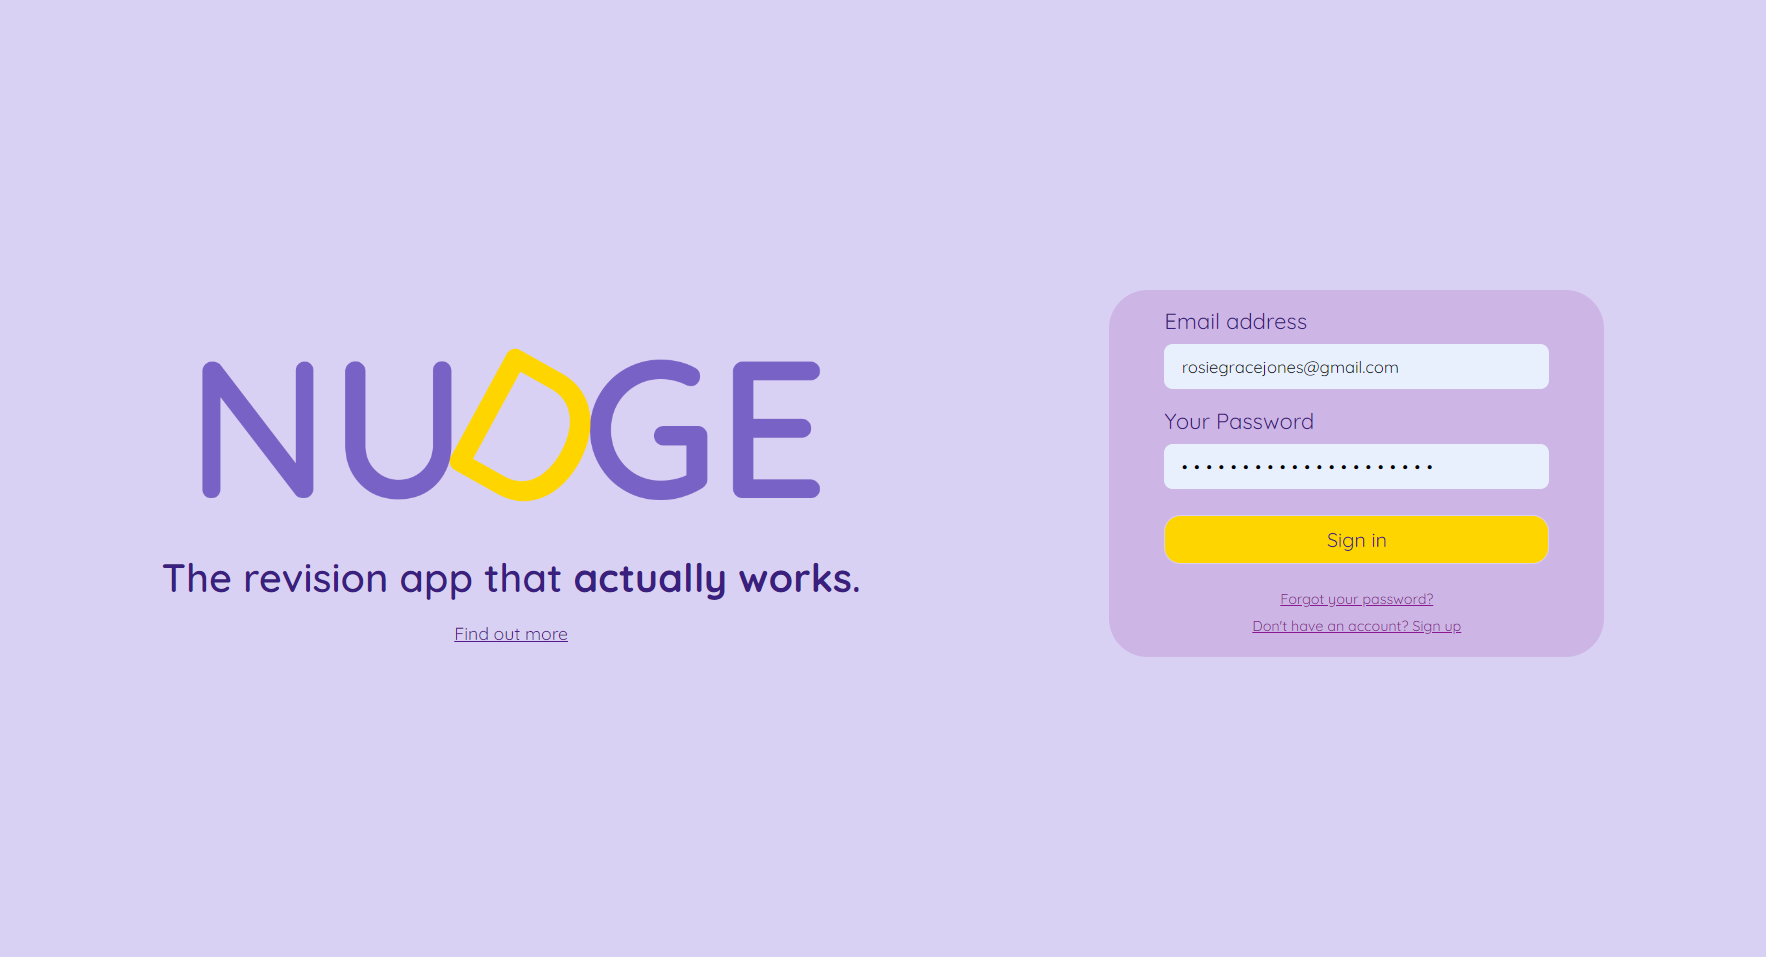 NUDGE
The revision app that actually works.
Find out more
Email address
rosiegracejones@gmail.com
Your Password
•••••••••••••••••••••
Sign in
Forgot your password?
Don't have an account? Sign up